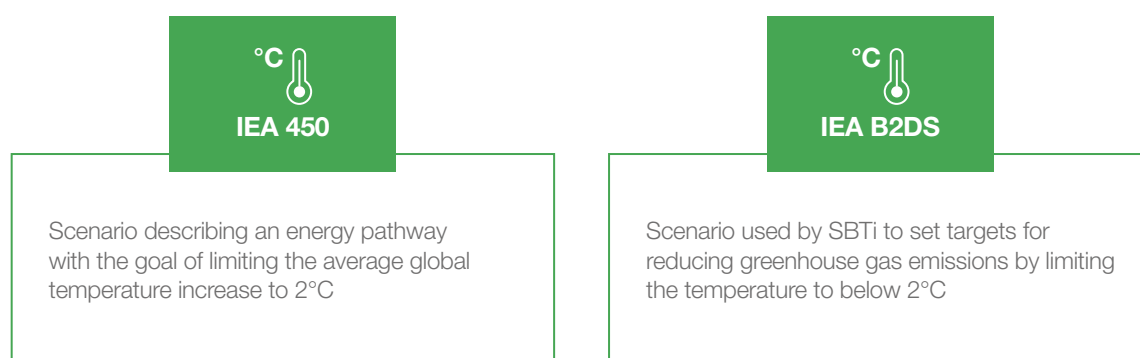 °C
IEA 450
Scenario describing an energy pathway
with the goal of limiting the average global
temperature increase to 2°C
°C
IEA B2DS
Scenario used by SBTi to set targets for
reducing greenhouse gas emissions by limiting
the temperature to below 2°C